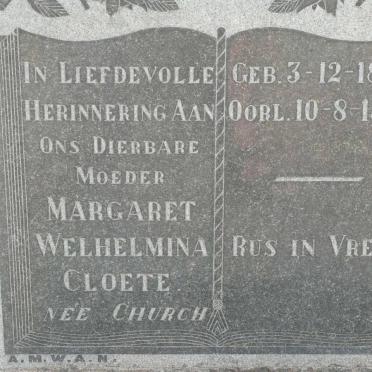 IN LIEFDEVOLLE
HERINNERING AAN
ONS DIERBARE
MOEDER
MARGARET
WELHELMINA
CLOETE.
NÉE CHURCH
GEB. 3-12-18
OORL. 10-8-1
RUS IN VRE
A.M.W.A.N.